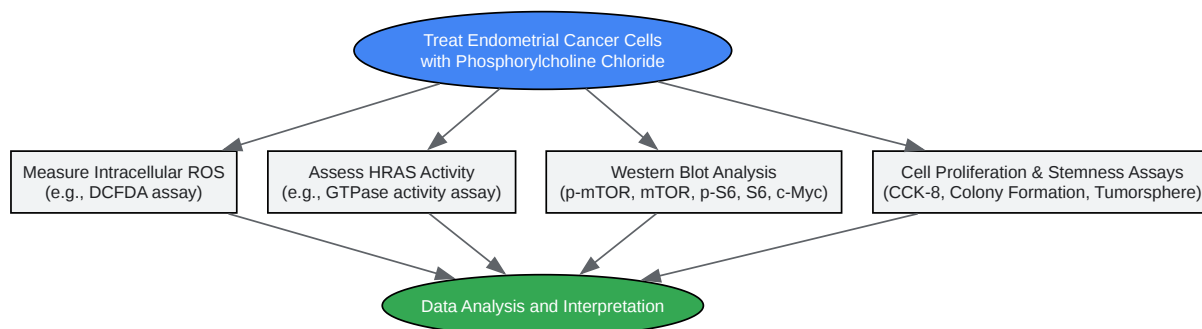 Treat Endometrial Cancer Cells
with Phosphorylcholine Chloride
Measure Intracellular ROS
(e.g., DCFDA assay)
Assess HRAS Activity
(e.g., GTPase activity assay)
Western Blot Analysis
(p-mTOR, mTOR, p-S6, S6, c-Myc)
Cell Proliferation & Stemness Assays
(CCK-8, Colony Formation, Tumorsphere)
Data Analysis and Interpretation